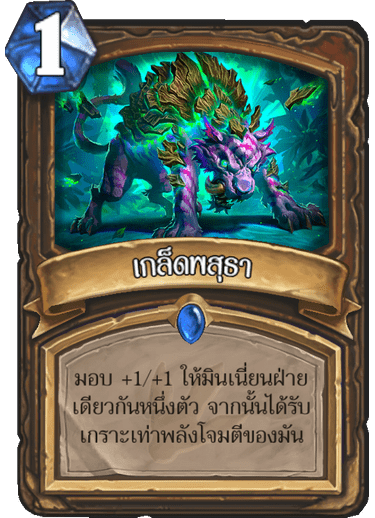 1
เกล็ดพสุธา
มอบ +1/+1 ให้มินเนี่ยนฝ่าย
เดียวกันหนึ่งตัว จากนั้นได้รับ
เกราะเท่าพลังโจมตีของมัน